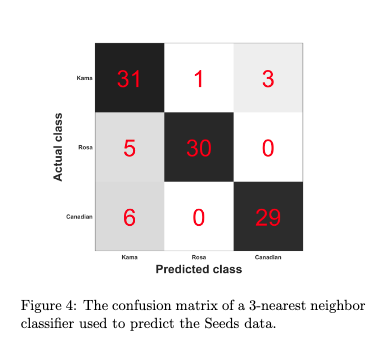 Kama 31 1 3
Actual class
Rosa 5 30 0
Canadian 6 0 29
Kama Rosa Canadian
Predicted class
Figure 4: The confusion matrix of a 3-nearest neighbor
classifier used to predict the Seeds data.